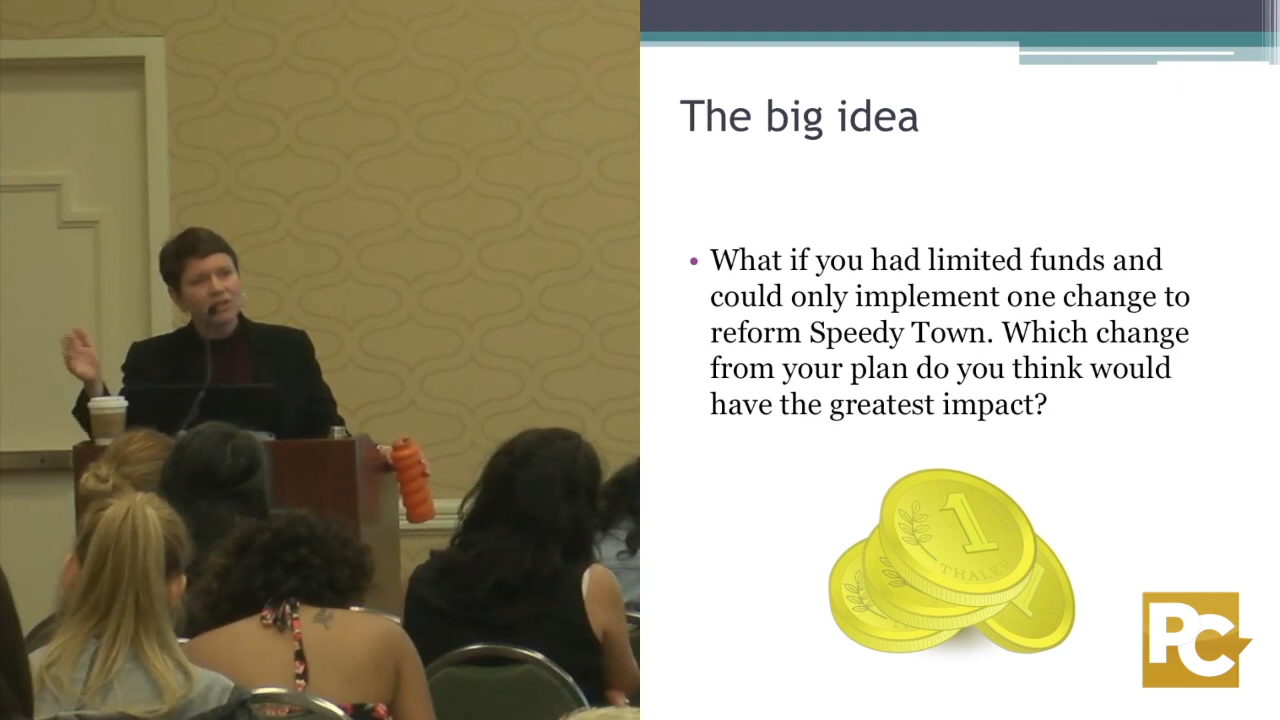 The big idea
• What if you had limited funds and
could only implement one change to
reform Speedy Town. Which change
from your plan do you think would
have the greatest impact?
1
THALER
1
PC